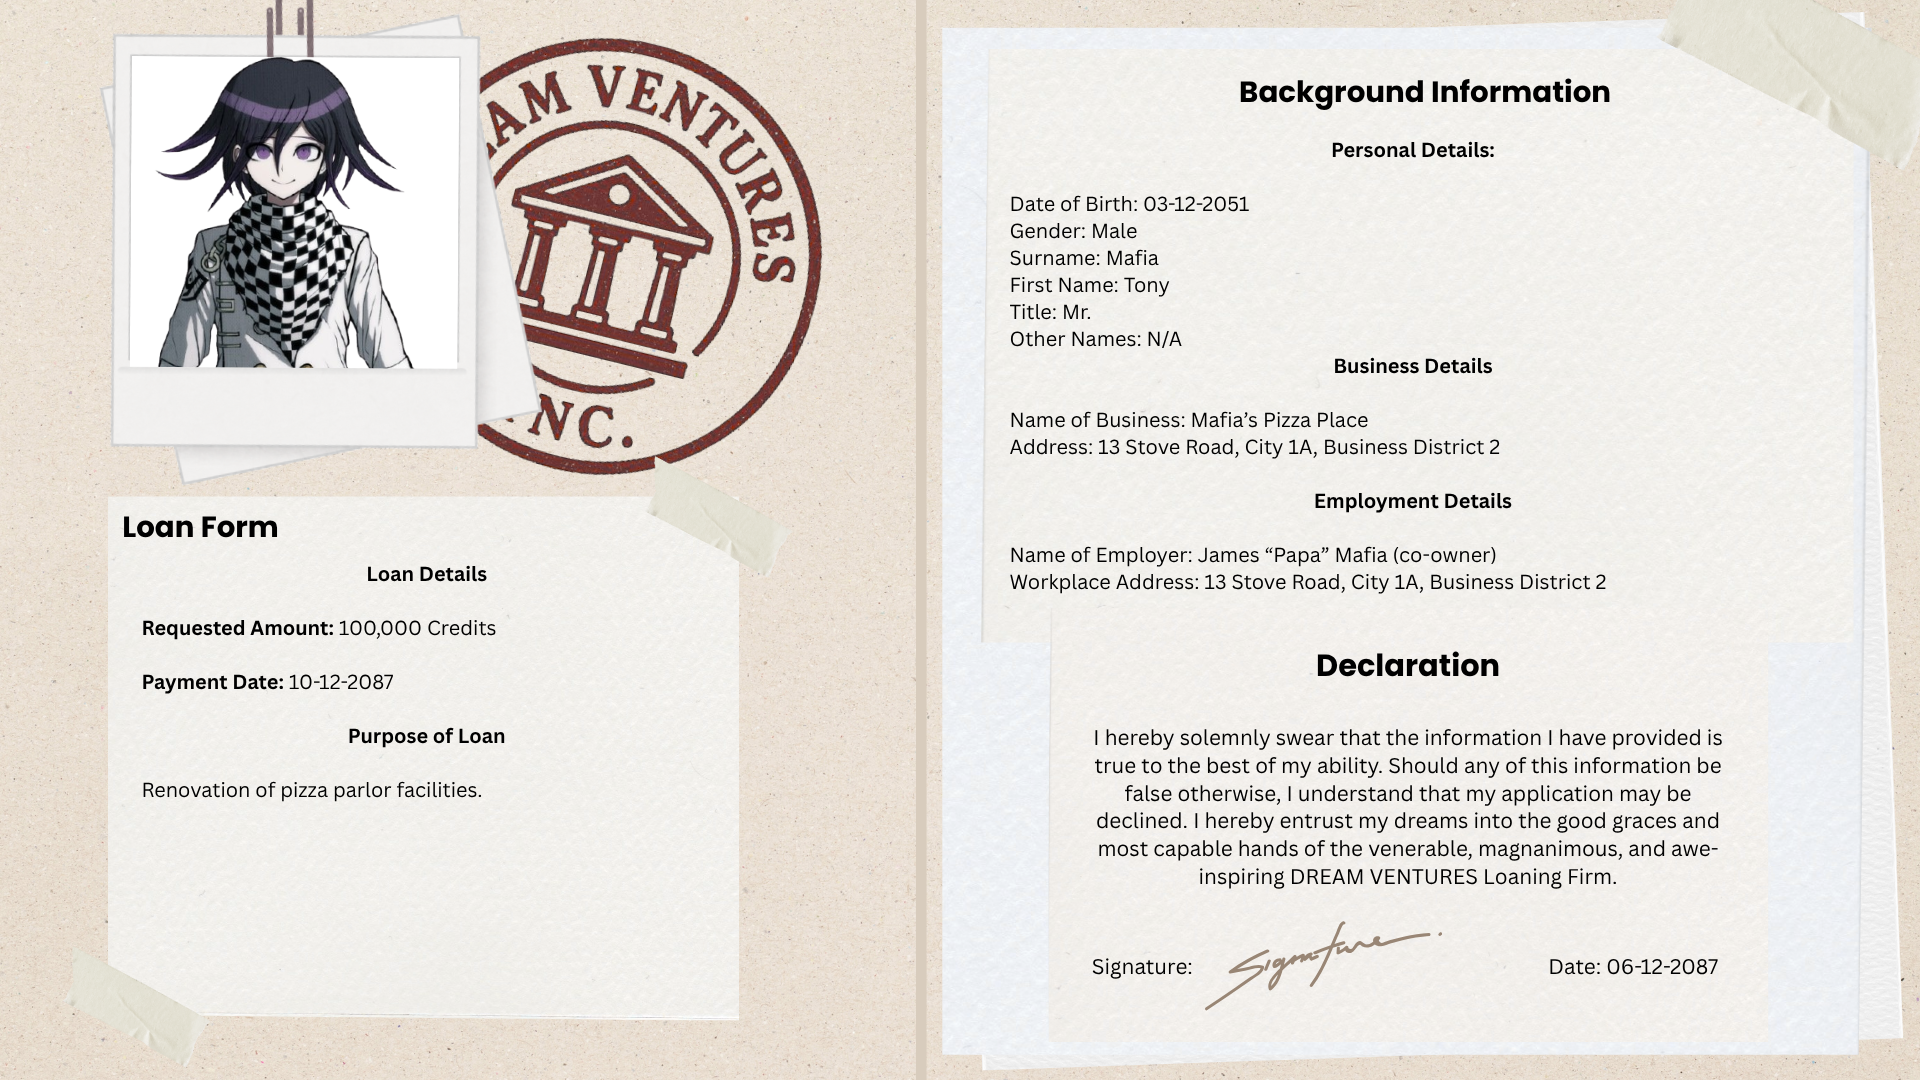 AM VENTURES
NC.
Loan Form
Loan Details
Requested Amount: 100,000 Credits
Payment Date: 10-12-2087
Purpose of Loan
Renovation of pizza parlor facilities.
Background Information
Personal Details:
Date of Birth: 03-12-2051
Gender: Male
Surname: Mafia
First Name: Tony
Title: Mr.
Other Names: N/A
Business Details
Name of Business: Mafia’s Pizza Place
Address: 13 Stove Road, City 1A, Business District 2
Employment Details
Name of Employer: James “Papa” Mafia (co-owner)
Workplace Address: 13 Stove Road, City 1A, Business District 2
Declaration
I hereby solemnly swear that the information I have provided is
true to the best of my ability. Should any of this information be
false otherwise, I understand that my application may be
declined. I hereby entrust my dreams into the good graces and
most capable hands of the venerable, magnanimous, and awe-
inspiring DREAM VENTURES Loaning Firm.
Signature: Signature
Date: 06-12-2087